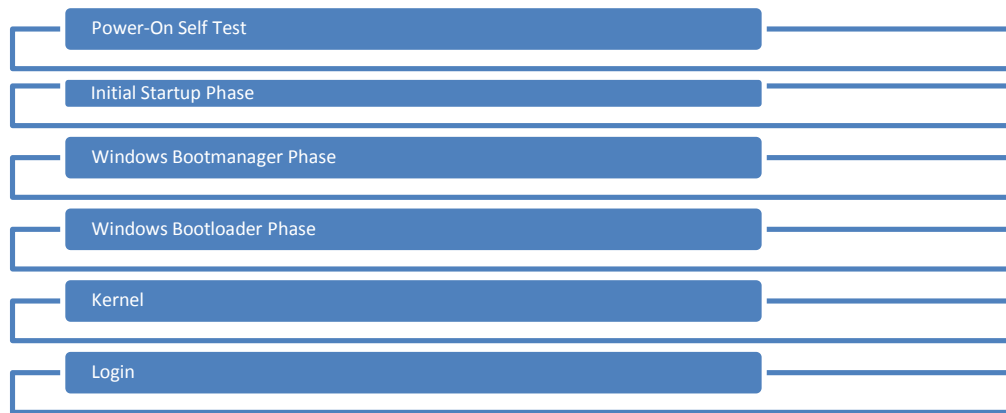 Power-On Self Test
Initial Startup Phase
Windows Bootmanager Phase
Windows Bootloader Phase
Kernel
Login